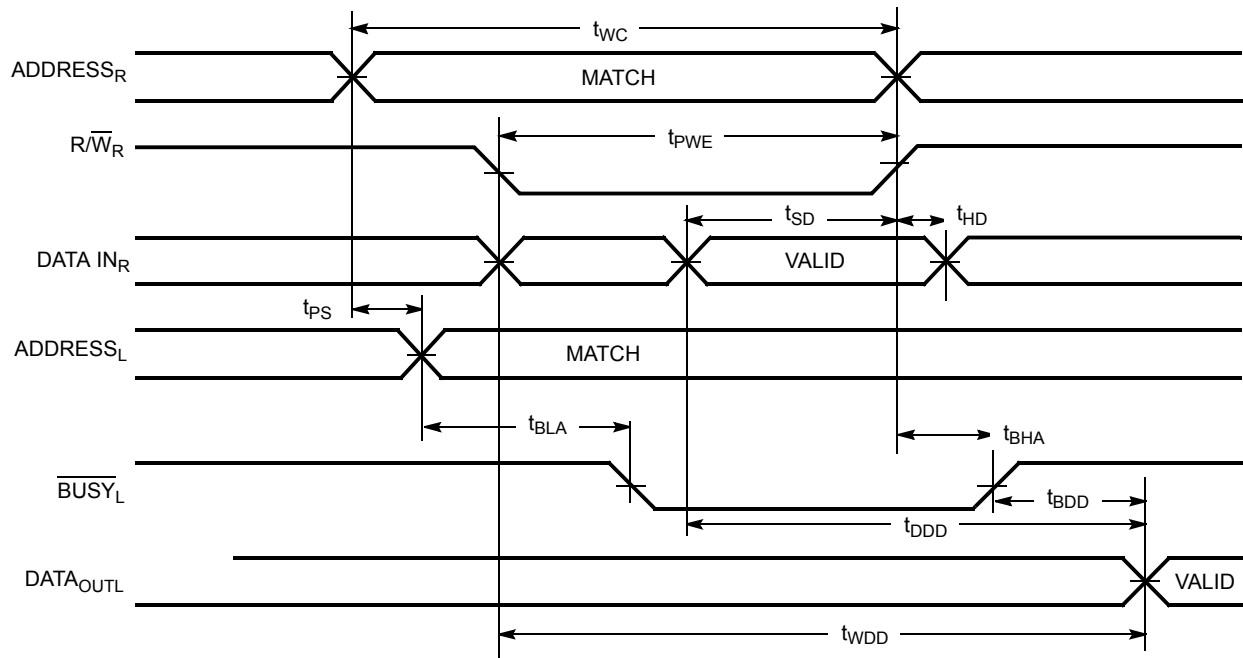 tWC
ADDRESSR
MATCH
R/W̅R
tPWE
tSD
tHD
DATA INR
VALID
tPS
ADDRESSL
MATCH
tBLA
tBHA
B̅U̅S̅Y̅L
tBDD
tDDD
DATAOUTL
VALID
tWDD